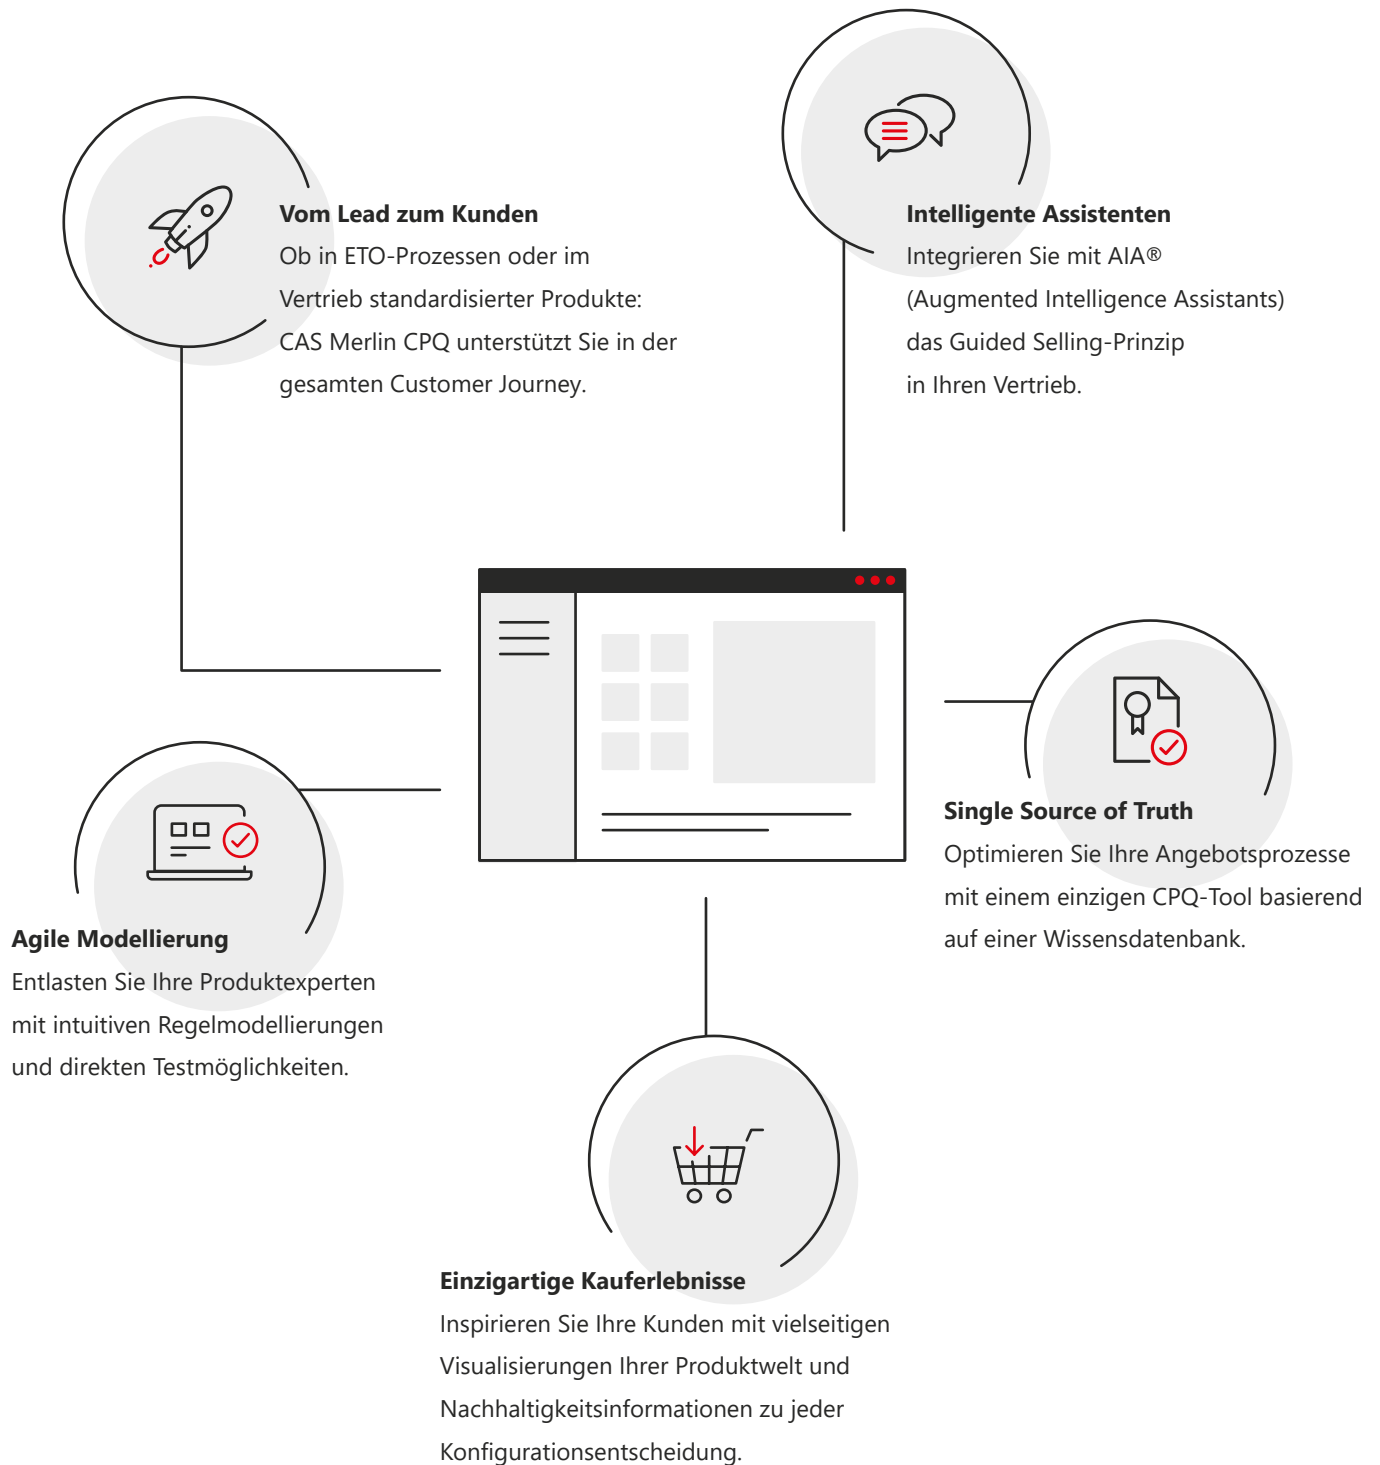 Vom Lead zum Kunden
Ob in ETO-Prozessen oder im
Vertrieb standardisierter Produkte:
CAS Merlin CPQ unterstützt Sie in der
gesamten Customer Journey.
Intelligente Assistenten
Integrieren Sie mit AIA®
(Augmented Intelligence Assistants)
das Guided Selling-Prinzip
in Ihren Vertrieb.
Single Source of Truth
Optimieren Sie Ihre Angebotsprozesse
mit einem einzigen CPQ-Tool basierend
auf einer Wissensdatenbank.
Agile Modellierung
Entlasten Sie Ihre Produktexperten
mit intuitiven Regelmodellierungen
und direkten Testmöglichkeiten.
Einzigartige Kauferlebnisse
Inspirieren Sie Ihre Kunden mit vielseitigen
Visualisierungen Ihrer Produktwelt und
Nachhaltigkeitsinformationen zu jeder
Konfigurationsentscheidung.